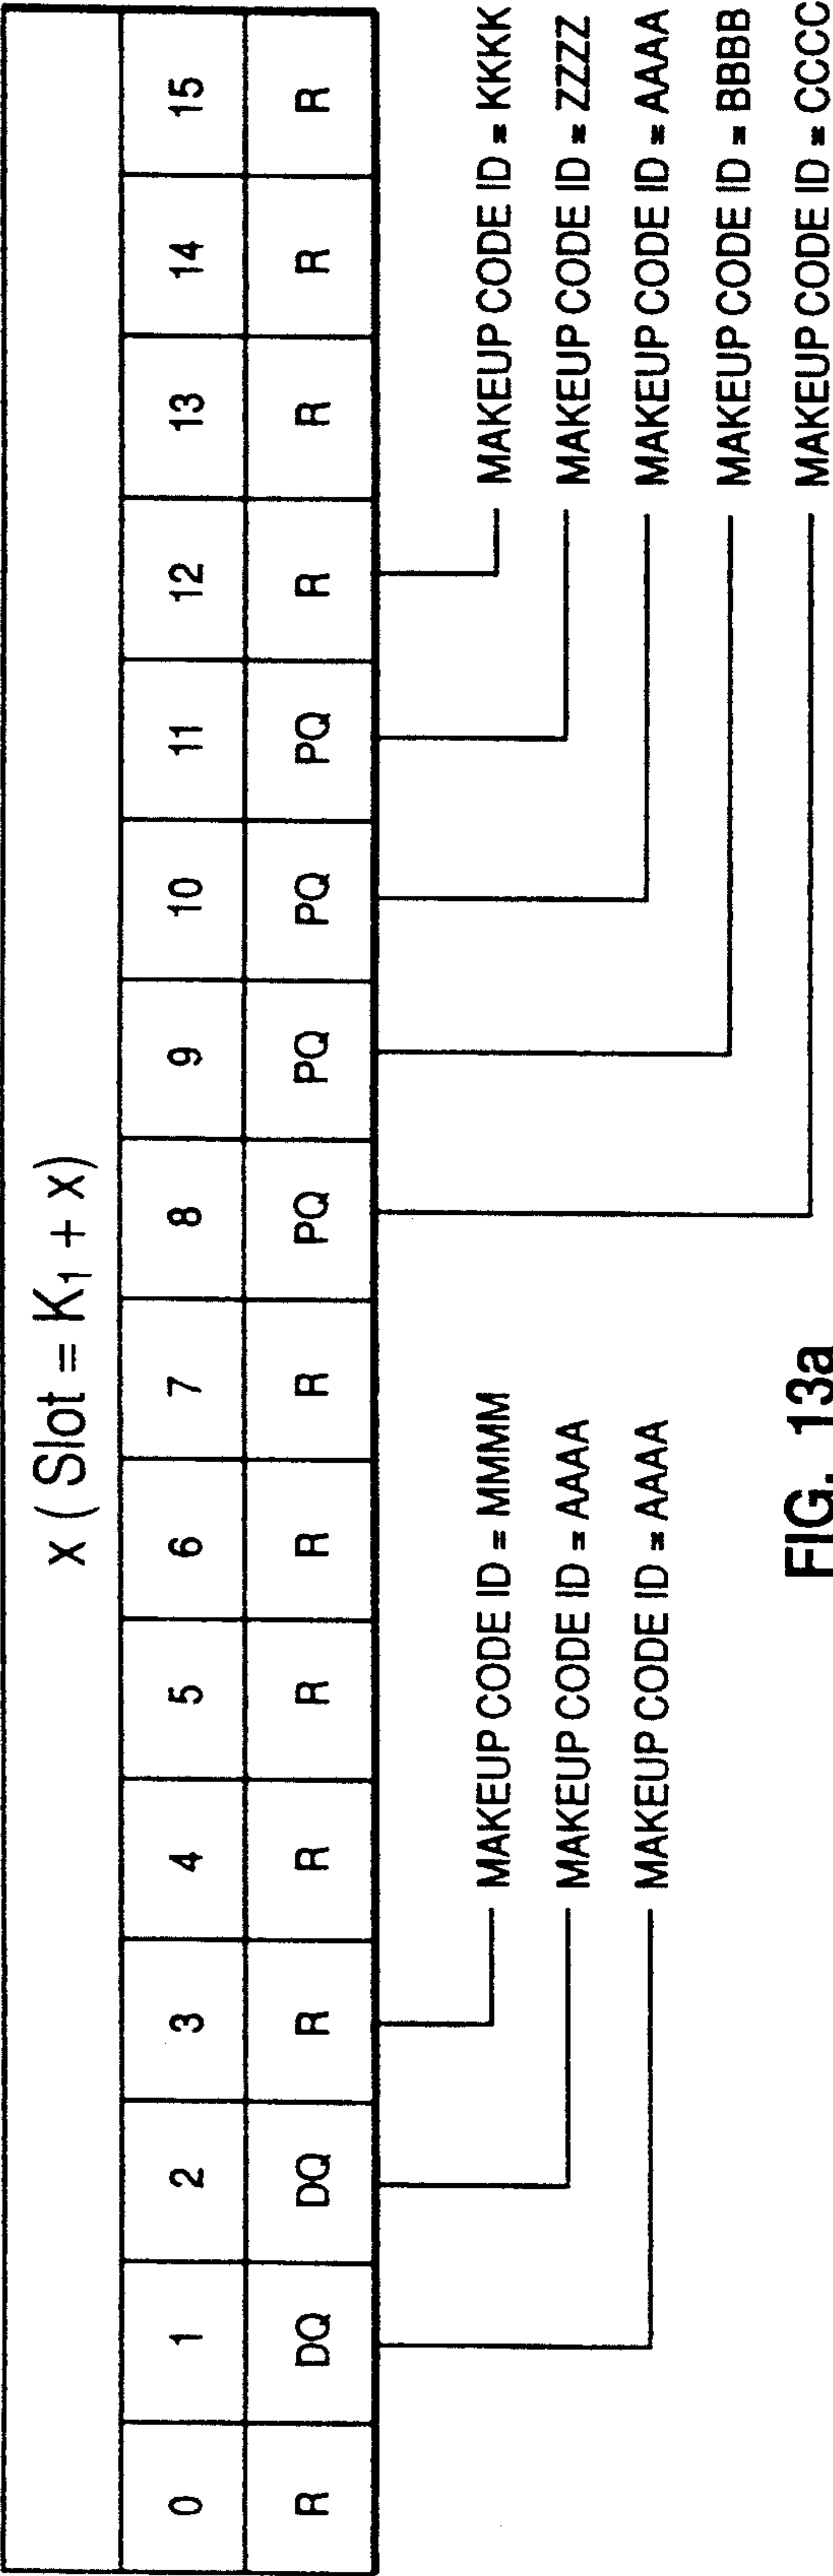 x ( Slot = K₁ + x)
0 1 2 3 4 5 6 7 8 9 10 11 12 13 14 15
R DQ DQ R R R R R PQ PQ PQ PQ R R R R
MAKEUP CODE ID = MMMM
MAKEUP CODE ID = AAAA
MAKEUP CODE ID = AAAA
MAKEUP CODE ID = KKKK
MAKEUP CODE ID = ZZZZ
MAKEUP CODE ID = AAAA
MAKEUP CODE ID = BBBB
MAKEUP CODE ID = CCCC
FIG. 13a